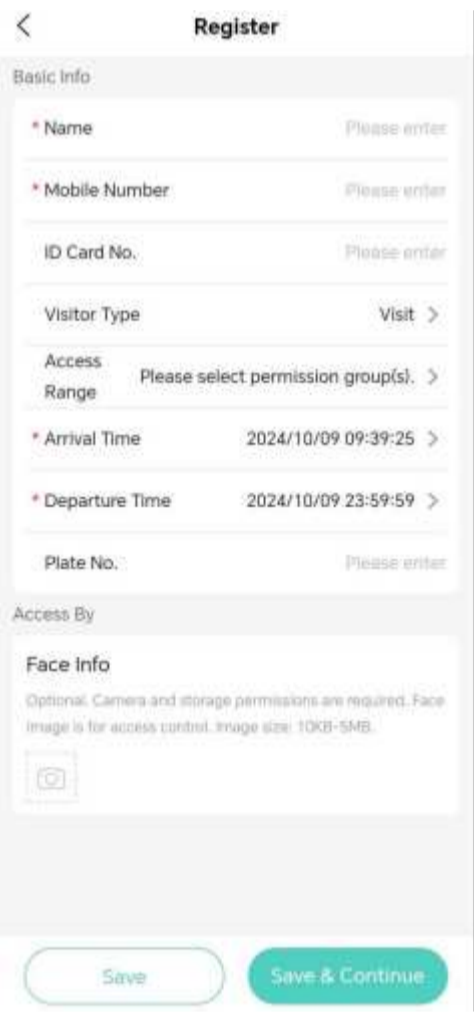 Register
Basic Info
* Name Please enter
* Mobile Number Please enter
ID Card No. Please enter
Visitor Type Visit >
Access Range Please select permission group(s). >
* Arrival Time 2024/10/09 09:39:25 >
* Departure Time 2024/10/09 23:59:59 >
Plate No. Please enter
Access By
Face Info
Optional. Camera and storage permissions are required. Face
image is for access control. Image size: 10KB-5MB.
Save Save & Continue